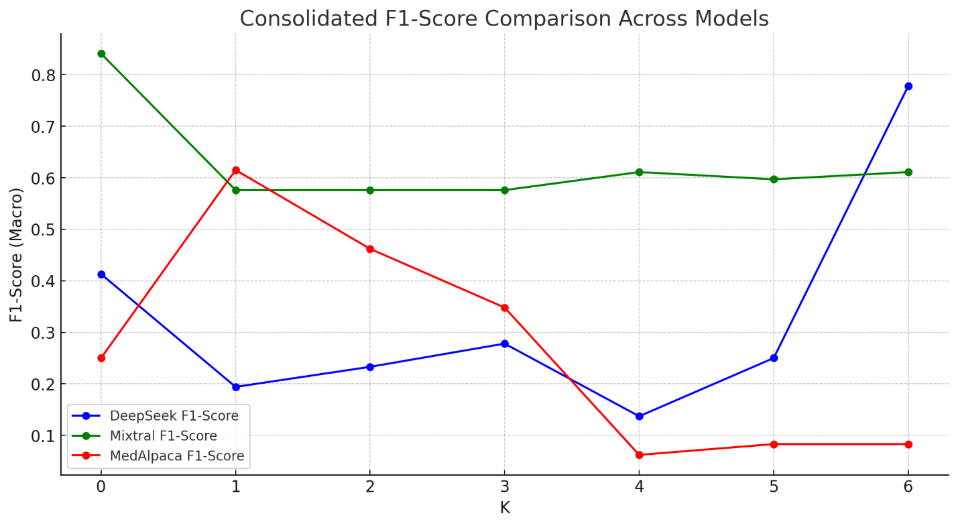 Consolidated F1-Score Comparison Across Models
F1-Score (Macro)
0.8
0.7
0.6
0.5
0.4
0.3
0.2
0.1
DeepSeek F1-Score
Mixtral F1-Score
MedAlpaca F1-Score
0 1 2 3 4 5 6
K